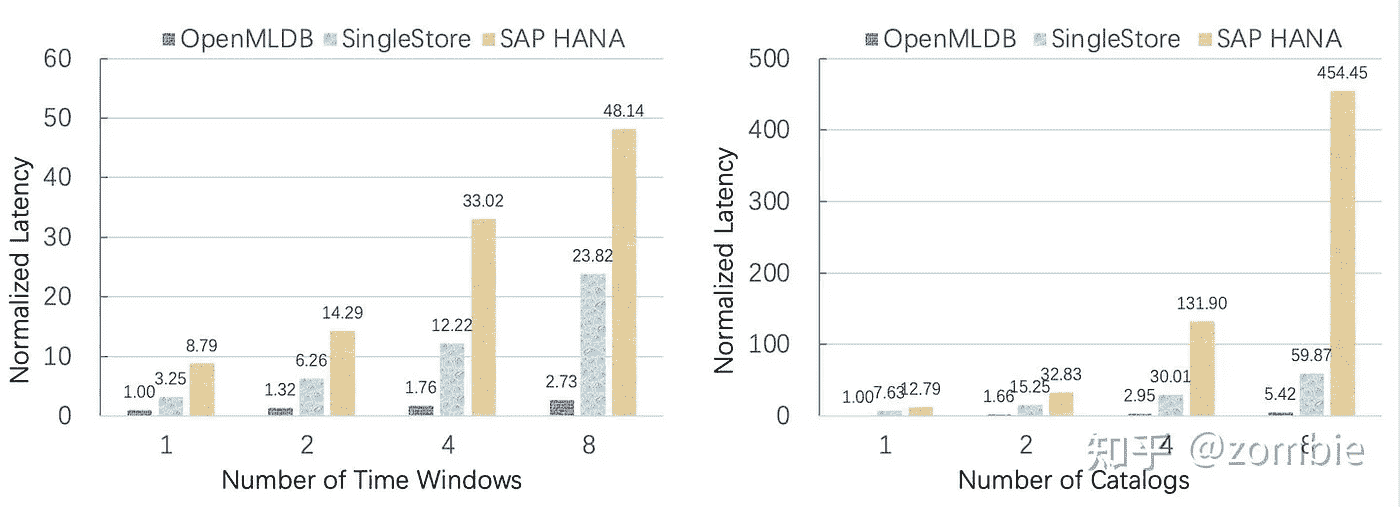 OpenMLDB SingleStore SAP HANA
60
50
40
30
20
10
0
Normalized Latency
1.00 3.25 8.79
1.32 6.26 14.29
1.76 12.22 33.02
2.73 23.82 48.14
1 2 4 8
Number of Time Windows
OpenMLDB SingleStore SAP HANA
500
400
300
200
100
0
Normalized Latency
1.00 7.63 12.79
1.66 15.25 32.83
2.95 30.01 131.90
5.42 59.87 454.45
1 2 4 8
Number of Catalogs
知乎 @zombie